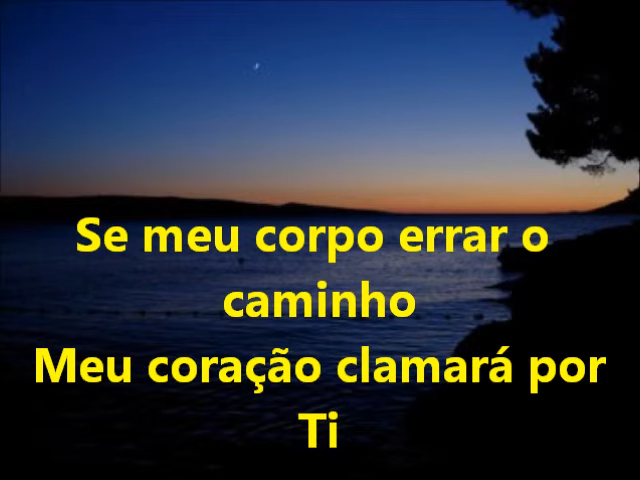 Se meu corpo errar o
caminho
Meu coração clamará por
Ti